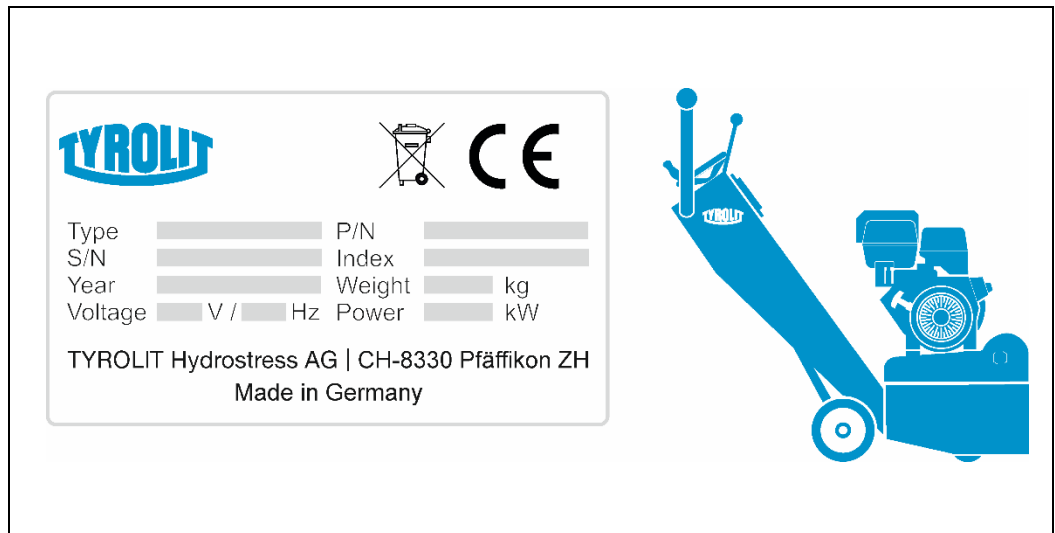 TYROLIT
CE
Type P/N
S/N Index
Year Weight kg
Voltage V / Hz Power kW
TYROLIT Hydrostress AG | CH-8330 Pfäffikon ZH
Made in Germany
TYROLIT